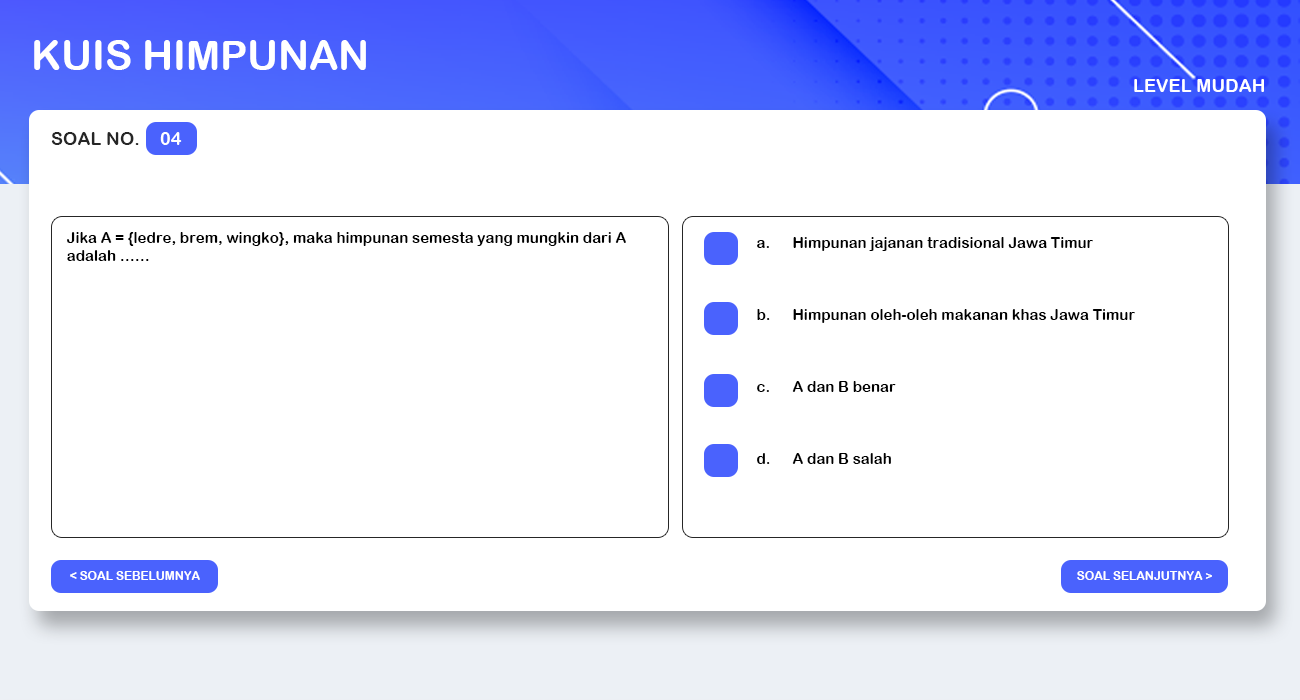 KUIS HIMPUNAN
LEVEL MUDAH
SOAL NO. 04
Jika A = {ledre, brem, wingko}, maka himpunan semesta yang mungkin dari A
adalah ……
a. Himpunan jajanan tradisional Jawa Timur
b. Himpunan oleh-oleh makanan khas Jawa Timur
c. A dan B benar
d. A dan B salah
< SOAL SEBELUMNYA
SOAL SELANJUTNYA >